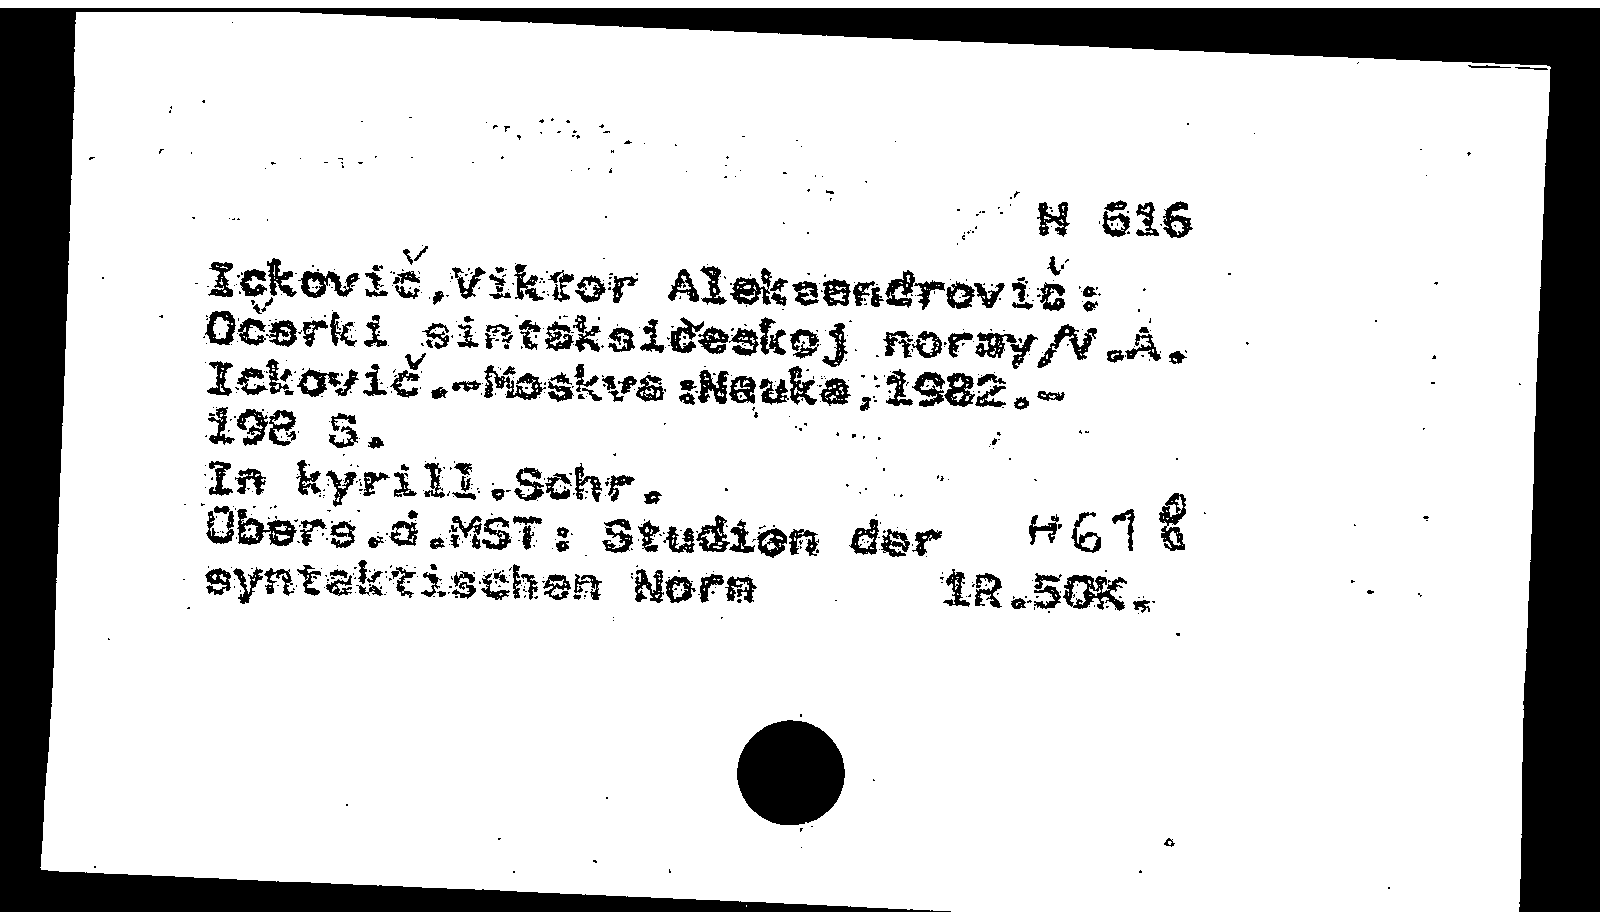 H 616
Ickovič,Viktor Aleksandrovič:
Očerki sintaksičeskoj normy/V.A.
Ickovič.-Moskva:Nauka,1982.-
198 S.
In kyrill.Schr.
Übers.d.MST: Studien der
syntaktischen Norm 1R.50K.